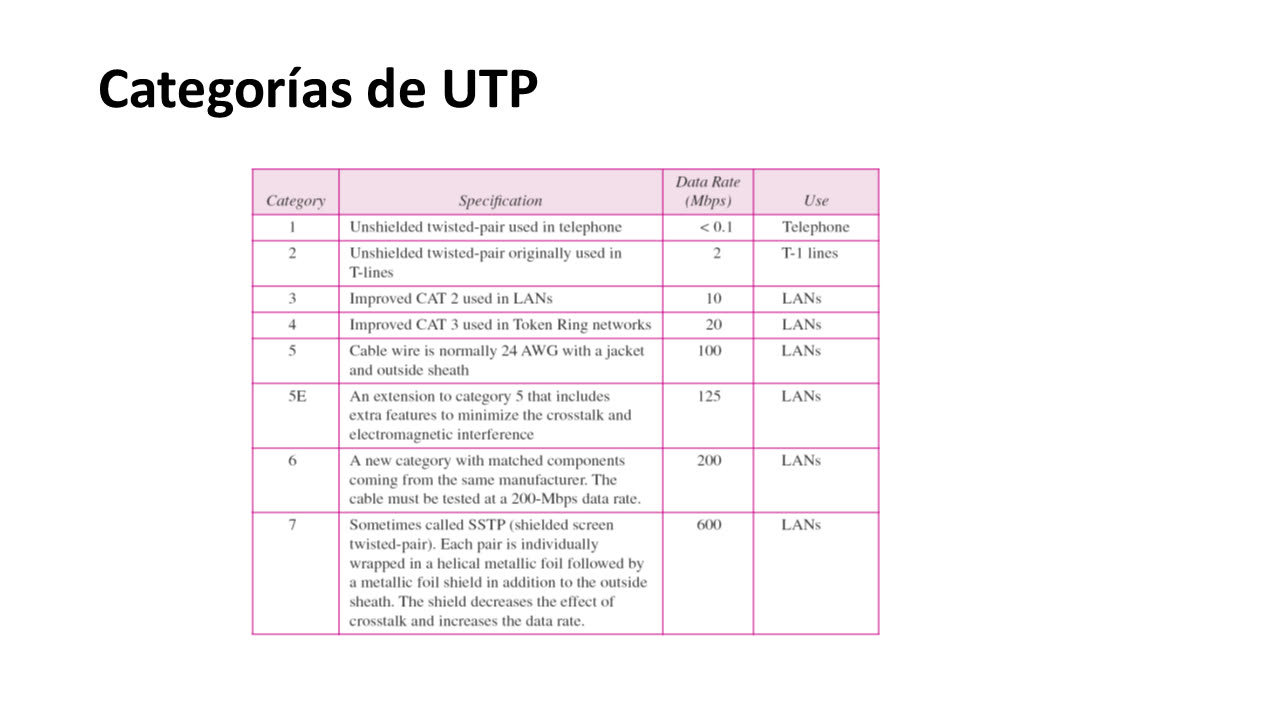 Categorías de UTP
Data Rate
Category Specification (Mbps) Use
1 Unshielded twisted-pair used in telephone < 0.1 Telephone
2 Unshielded twisted-pair originally used in 2 T-1 lines
T-lines
3 Improved CAT 2 used in LANs 10 LANs
4 Improved CAT 3 used in Token Ring networks 20 LANs
5 Cable wire is normally 24 AWG with a jacket 100 LANs
and outside sheath
5E An extension to category 5 that includes 125 LANs
extra features to minimize the crosstalk and
electromagnetic interference
6 A new category with matched components 200 LANs
coming from the same manufacturer. The
cable must be tested at a 200-Mbps data rate.
7 Sometimes called SSTP (shielded screen 600 LANs
twisted-pair). Each pair is individually
wrapped in a helical metallic foil followed by
a metallic foil shield in addition to the outside
sheath. The shield decreases the effect of
crosstalk and increases the data rate.